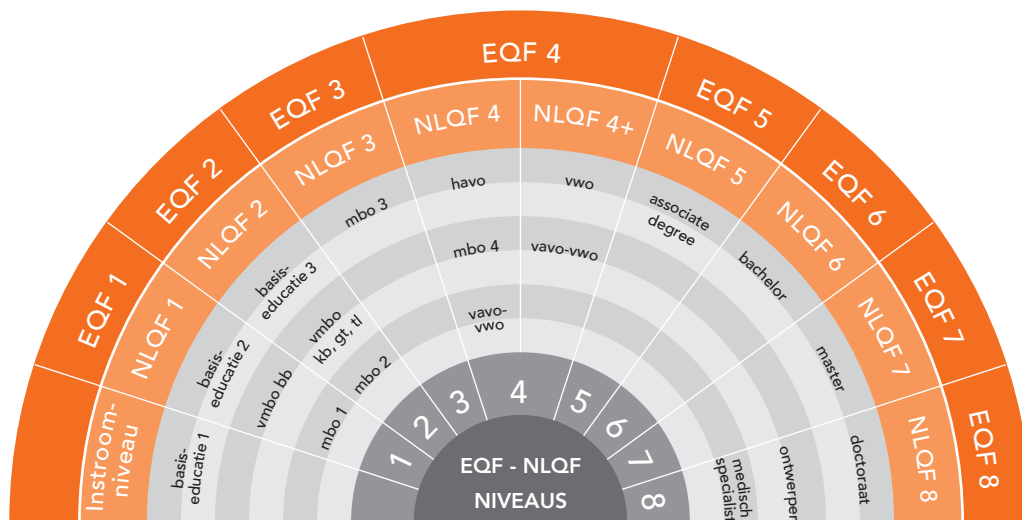 EQF 1
EQF 2
EQF 3
EQF 4
EQF 5
EQF 6
EQF 7
EQF 8
Instroom-
niveau
NLQF 1
NLQF 2
NLQF 3
NLQF 4
NLQF 4+
NLQF 5
NLQF 6
NLQF 7
NLQF 8
basis-
educatie 1
basis-
educatie 2
vmbo bb
mbo 1
basis-
educatie 3
vmbo
kb, gt, tl
mbo 2
mbo 3
havo
mbo 4
vavo-
vwo
vwo
vavo-vwo
associate
degree
bachelor
master
doctoraat
ontwerper
medisch
specialist
1
2
3
4
5
6
7
8
EQF - NLQF
NIVEAUS